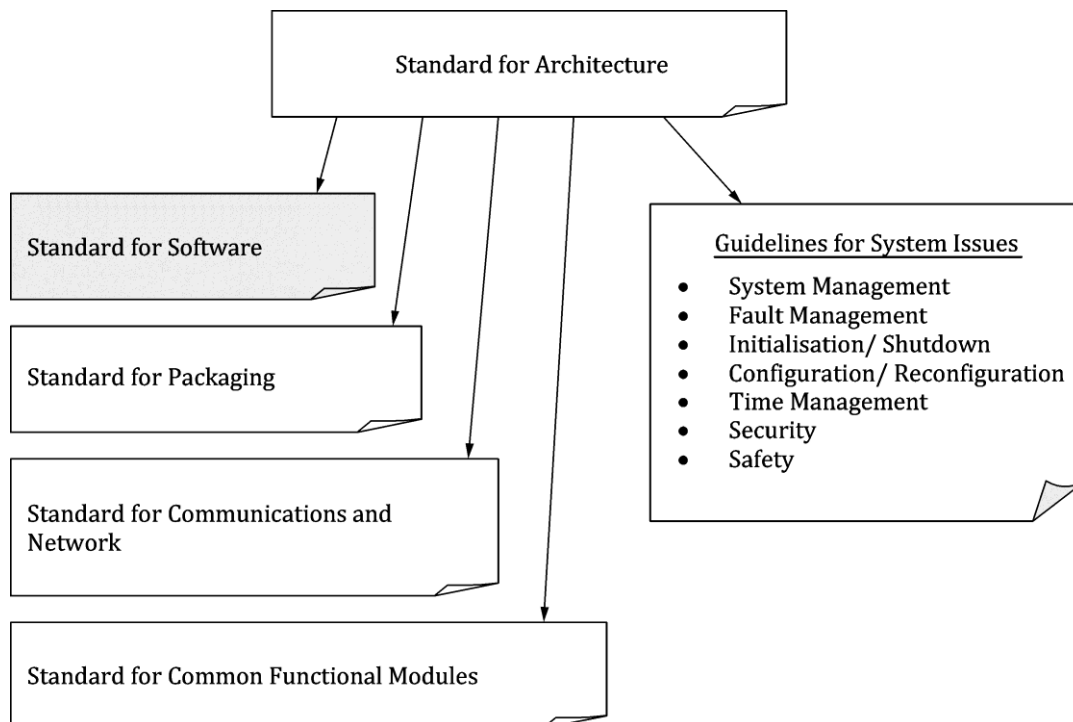 Standard for Architecture
Standard for Software
Standard for Packaging
Standard for Communications and
Network
Standard for Common Functional Modules
Guidelines for System Issues
• System Management
• Fault Management
• Initialisation/ Shutdown
• Configuration/ Reconfiguration
• Time Management
• Security
• Safety